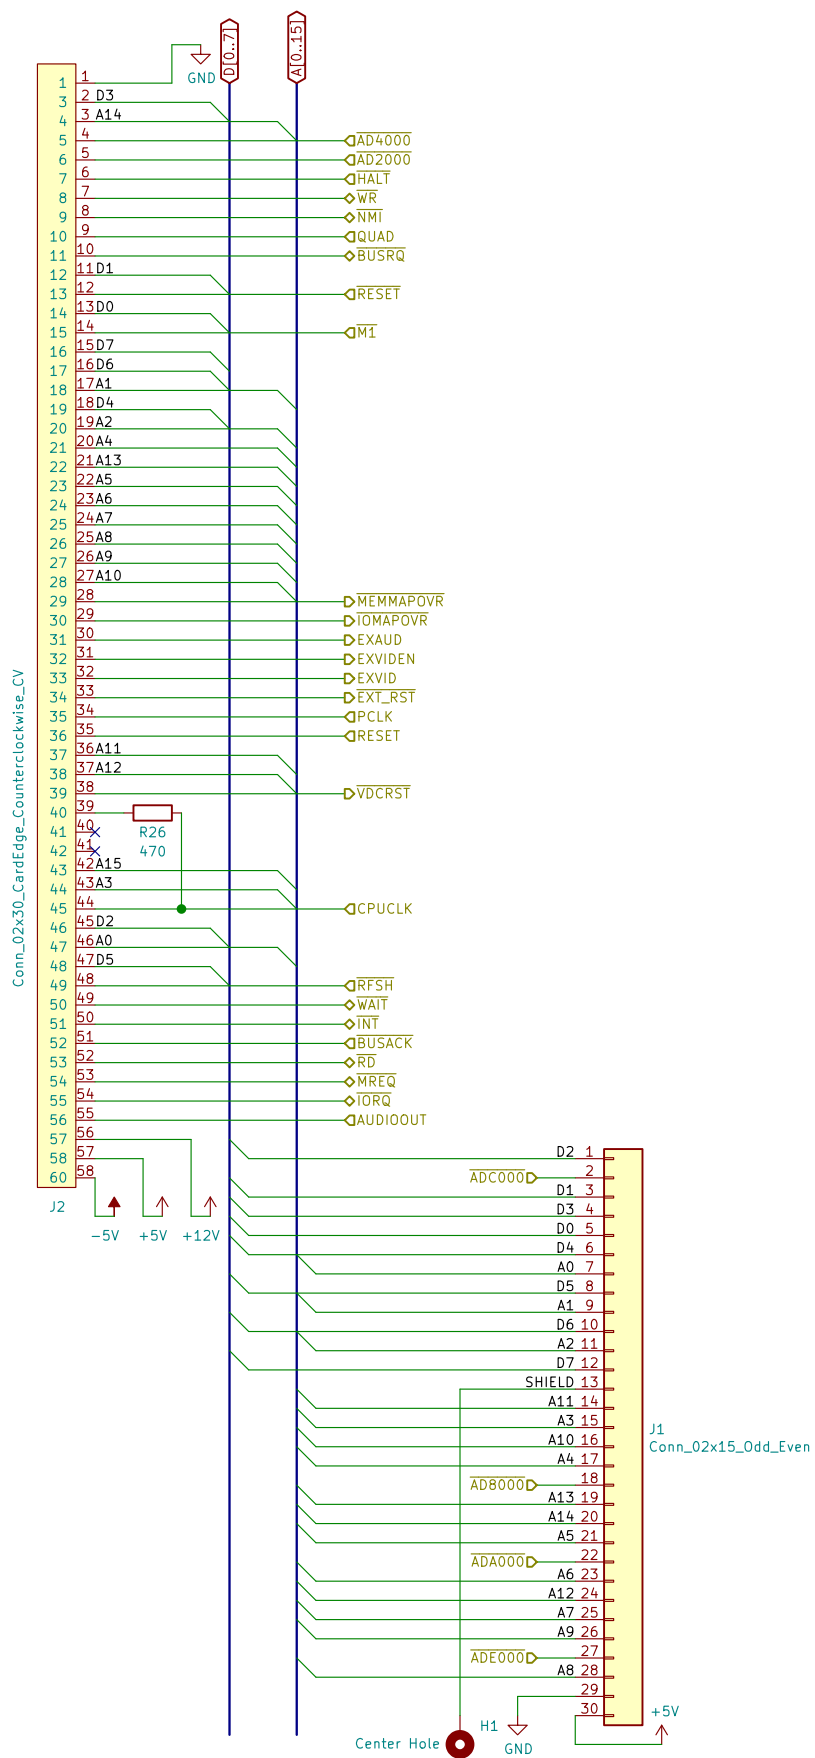 D[0..7]
A[0..15]
GND
1 1
3 2 D3
4 3 A14
5 4 AD4000
6 5 AD2000
7 6 HALT
8 7 WR
9 8 NMI
10 9 QUAD
11 10 BUSRQ
12 11 D1
13 12 RESET
14 13 D0
15 14 M1
16 15 D7
17 16 D6
18 17 A1
19 18 D4
20 19 A2
21 20 A4
22 21 A13
23 22 A5
24 23 A6
25 24 A7
26 25 A8
27 26 A9
28 27 A10
29 28 MEMMAPOVR
30 29 IOMAPOVR
31 30 EXAUD
32 31 EXVIDEN
33 32 EXVID
34 33 EXT_RST
35 34 PCLK
36 35 RESET
37 36 A11
38 37 A12
39 38 VDCRST
40 39
R26
470
41 40
42 41
43 42 A15
44 43 A3
45 44 CPUCLK
46 45 D2
47 46 A0
48 47 D5
49 48 RFSH
50 49 WAIT
51 50 INT
52 51 BUSACK
53 52 RD
54 53 MREQ
55 54 IORQ
56 55 AUDIOOUT
57 56
58 57
60 58
Conn_02x30_CardEdge_Counterclockwise_CV
J2
-5V
+5V
+12V
D2 1
ADC000 2
D1 3
D3 4
D0 5
D4 6
A0 7
D5 8
A1 9
D6 10
A2 11
D7 12
SHIELD 13
A11 14
A3 15
A10 16
A4 17
AD8000 18
A13 19
A14 20
A5 21
ADA000 22
A6 23
A12 24
A7 25
A9 26
ADE000 27
A8 28
29
30
J1
Conn_02x15_Odd_Even
+5V
H1
Center Hole
GND